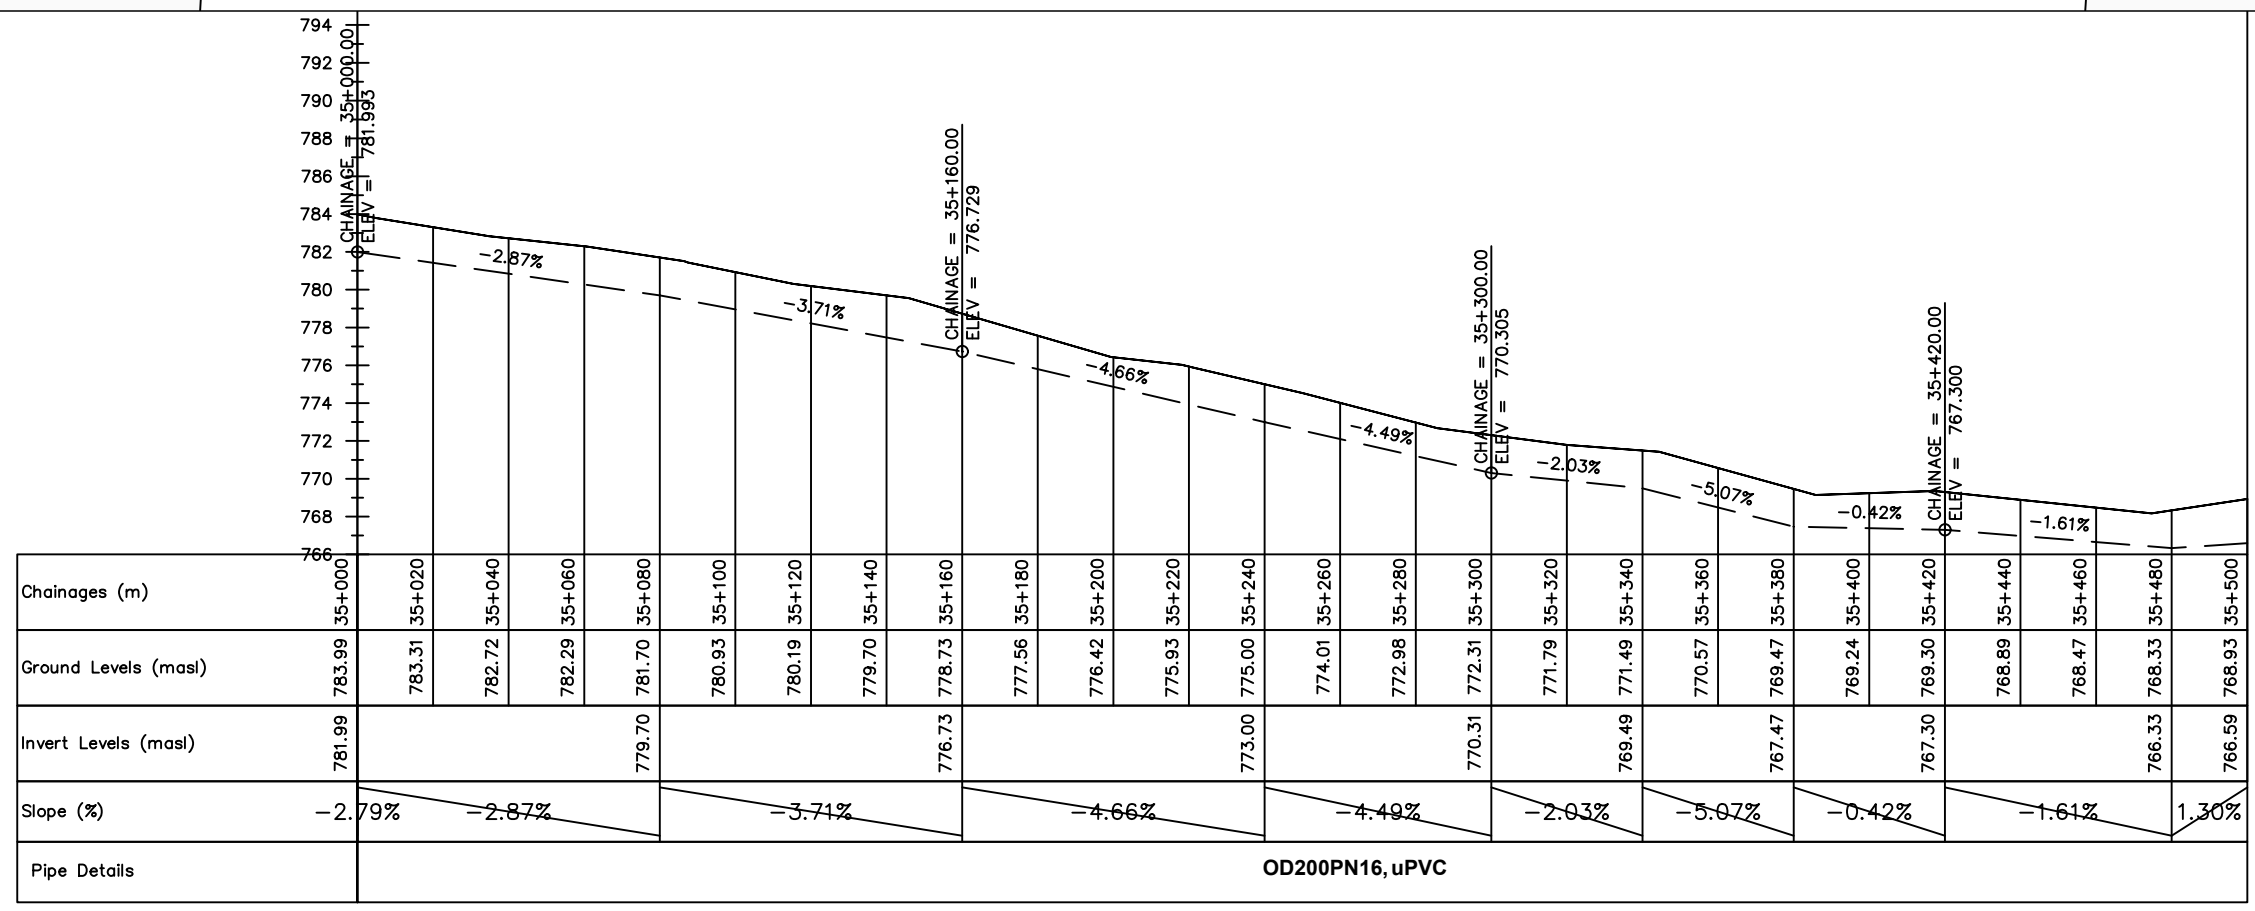 794
792
790
788
786
784
782
780
778
776
774
772
770
768
766
CHAINAGE = 35+000.00
ELEV = 781.993
CHAINAGE = 35+160.00
ELEV = 776.729
CHAINAGE = 35+300.00
ELEV = 770.305
CHAINAGE = 35+420.00
ELEV = 767.300
−2.87%
−3.71%
−4.66%
−4.49%
−2.03%
−5.07%
−0.42%
−1.61%
Chainages (m) 35+000 35+020 35+040 35+060 35+080 35+100 35+120 35+140 35+160 35+180 35+200 35+220 35+240 35+260 35+280 35+300 35+320 35+340 35+360 35+380 35+400 35+420 35+440 35+460 35+480 35+500
Ground Levels (masl) 783.99 783.31 782.72 782.29 781.70 780.93 780.19 779.70 778.73 777.56 776.42 775.93 775.00 774.01 772.98 772.31 771.79 771.49 770.57 769.47 769.24 769.30 768.89 768.47 768.33 768.93
Invert Levels (masl) 781.99 779.70 776.73 773.00 770.31 769.49 767.47 767.30 766.33 766.59
Slope (%) −2.79% −2.87% −3.71% −4.66% −4.49% −2.03% −5.07% −0.42% −1.61% 1.30%
Pipe Details OD200PN16, uPVC